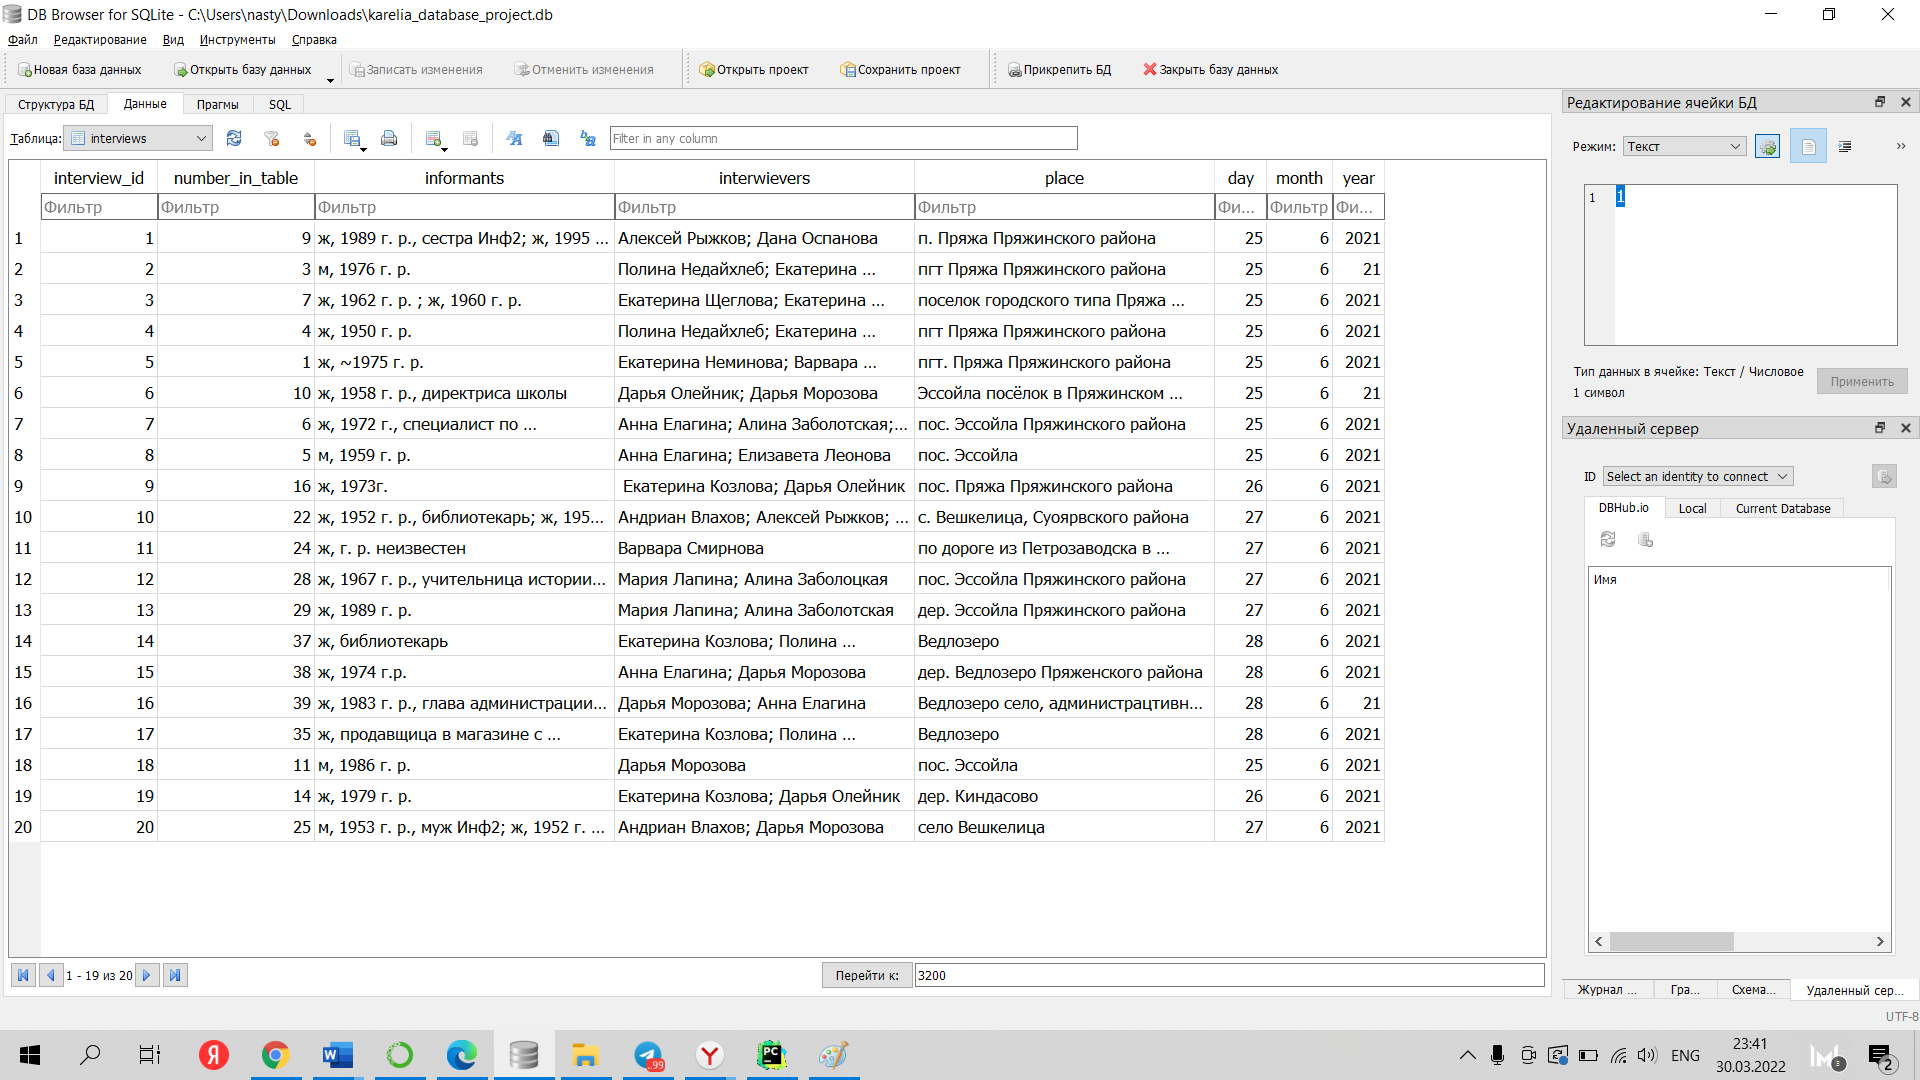 DB Browser for SQLite - C:\Users\nasty\Downloads\karelia_database_project.db
Файл Редактирование Вид Инструменты Справка
Новая база данных Открыть базу данных Записать изменения Отменить изменения Открыть проект Сохранить проект Прикрепить БД Закрыть базу данных
Структура БД Данные Прагмы SQL
Таблица: interviews Filter in any column
interview_id number_in_table informants interwievers place day month year
Фильтр Фильтр Фильтр Фильтр Фильтр Фи... Фильтр Фи...
1 1 9 ж, 1989 г. р., сестра Инф2; ж, 1995 ... Алексей Рыжков; Дана Оспанова п. Пряжа Пряжинского района 25 6 2021
2 2 3 м, 1976 г. р. Полина Недайхлеб; Екатерина ... пгт Пряжа Пряжинского района 25 6 21
3 3 7 ж, 1962 г. р. ; ж, 1960 г. р. Екатерина Щеглова; Екатерина ... поселок городского типа Пряжа ... 25 6 2021
4 4 4 ж, 1950 г. р. Полина Недайхлеб; Екатерина ... пгт Пряжа Пряжинского района 25 6 2021
5 5 1 ж, ~1975 г. р. Екатерина Неминова; Варвара ... пгт. Пряжа Пряжинского района 25 6 2021
6 6 10 ж, 1958 г. р., директриса школы Дарья Олейник; Дарья Морозова Эссойла посёлок в Пряжинском ... 25 6 21
7 7 6 ж, 1972 г., специалист по ... Анна Елагина; Алина Заболотская;... пос. Эссойла Пряжинского района 25 6 2021
8 8 5 м, 1959 г. р. Анна Елагина; Елизавета Леонова пос. Эссойла 25 6 2021
9 9 16 ж, 1973г. Екатерина Козлова; Дарья Олейник пос. Пряжа Пряжинского района 26 6 2021
10 10 22 ж, 1952 г. р., библиотекарь; ж, 195... Андриан Влахов; Алексей Рыжков; ... с. Вешкелица, Суоярвского района 27 6 2021
11 11 24 ж, г. р. неизвестен Варвара Смирнова по дороге из Петрозаводска в ... 27 6 2021
12 12 28 ж, 1967 г. р., учительница истории... Мария Лапина; Алина Заболоцкая пос. Эссойла Пряжинского района 27 6 2021
13 13 29 ж, 1989 г. р. Мария Лапина; Алина Заболотская дер. Эссойла Пряжинского района 27 6 2021
14 14 37 ж, библиотекарь Екатерина Козлова; Полина ... Ведлозеро 28 6 2021
15 15 38 ж, 1974 г.р. Анна Елагина; Дарья Морозова дер. Ведлозеро Пряженского района 28 6 2021
16 16 39 ж, 1983 г. р., глава администрации... Дарья Морозова; Анна Елагина Ведлозеро село, администрацтивн... 28 6 21
17 17 35 ж, продавщица в магазине с ... Екатерина Козлова; Полина ... Ведлозеро 28 6 2021
18 18 11 м, 1986 г. р. Дарья Морозова пос. Эссойла 25 6 2021
19 19 14 ж, 1979 г. р. Екатерина Козлова; Дарья Олейник дер. Киндасово 26 6 2021
20 20 25 м, 1953 г. р., муж Инф2; ж, 1952 г. ... Андриан Влахов; Дарья Морозова село Вешкелица 27 6 2021
1 - 19 из 20 Перейти к: 3200
Редактирование ячейки БД
Режим: Текст
1 1
Тип данных в ячейке: Текст / Числовое
1 символ
Применить
Удаленный сервер
ID Select an identity to connect
DBHub.io Local Current Database
Имя
Журнал ... Гра... Схема... Удаленный сер...
UTF-8
23:41
ENG
30.03.2022